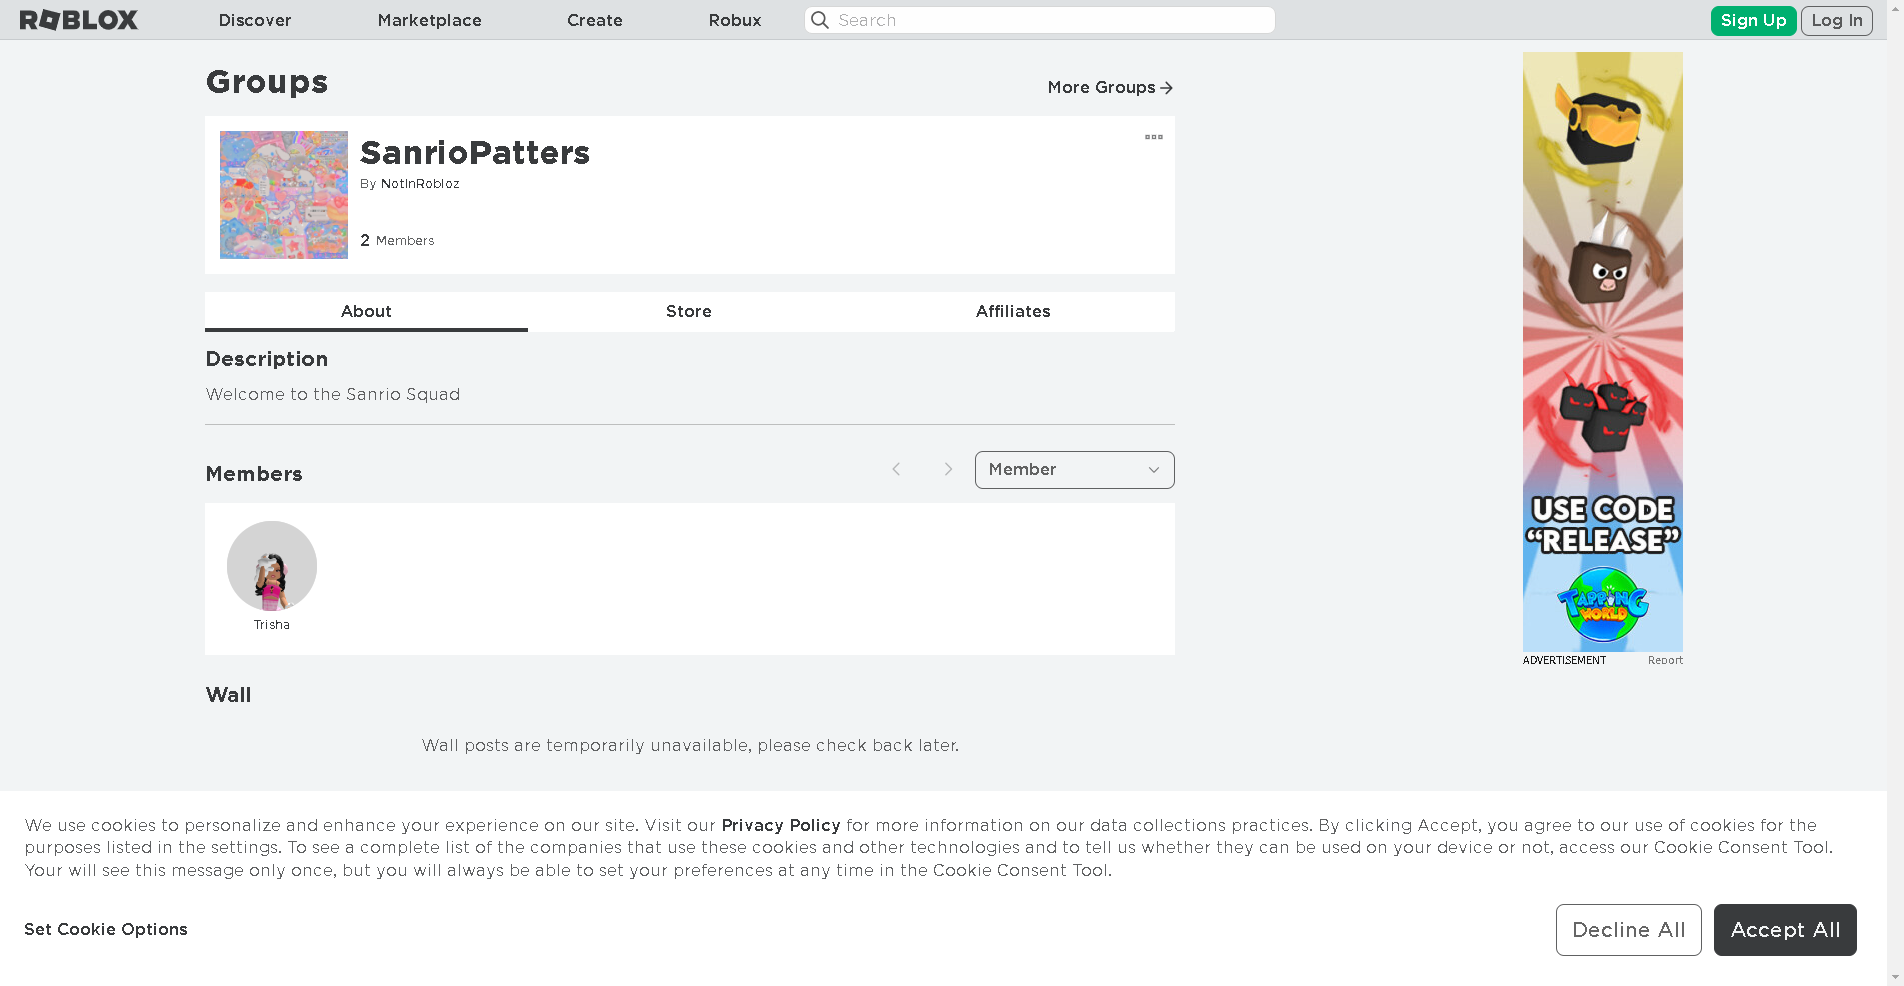 ROBLOX
Discover
Marketplace
Create
Robux
Search
Sign Up
Log In
Groups
More Groups
SanrioPatters
By NotInRobloz
2 Members
About
Store
Affiliates
Description
Welcome to the Sanrio Squad
Members
Member
Trisha
Wall
Wall posts are temporarily unavailable, please check back later.
USE CODE
“RELEASE”
TAPPING
WORLD
ADVERTISEMENT
Report
We use cookies to personalize and enhance your experience on our site. Visit our Privacy Policy for more information on our data collections practices. By clicking Accept, you agree to our use of cookies for the
purposes listed in the settings. To see a complete list of the companies that use these cookies and other technologies and to tell us whether they can be used on your device or not, access our Cookie Consent Tool.
Your will see this message only once, but you will always be able to set your preferences at any time in the Cookie Consent Tool.
Set Cookie Options
Decline All
Accept All